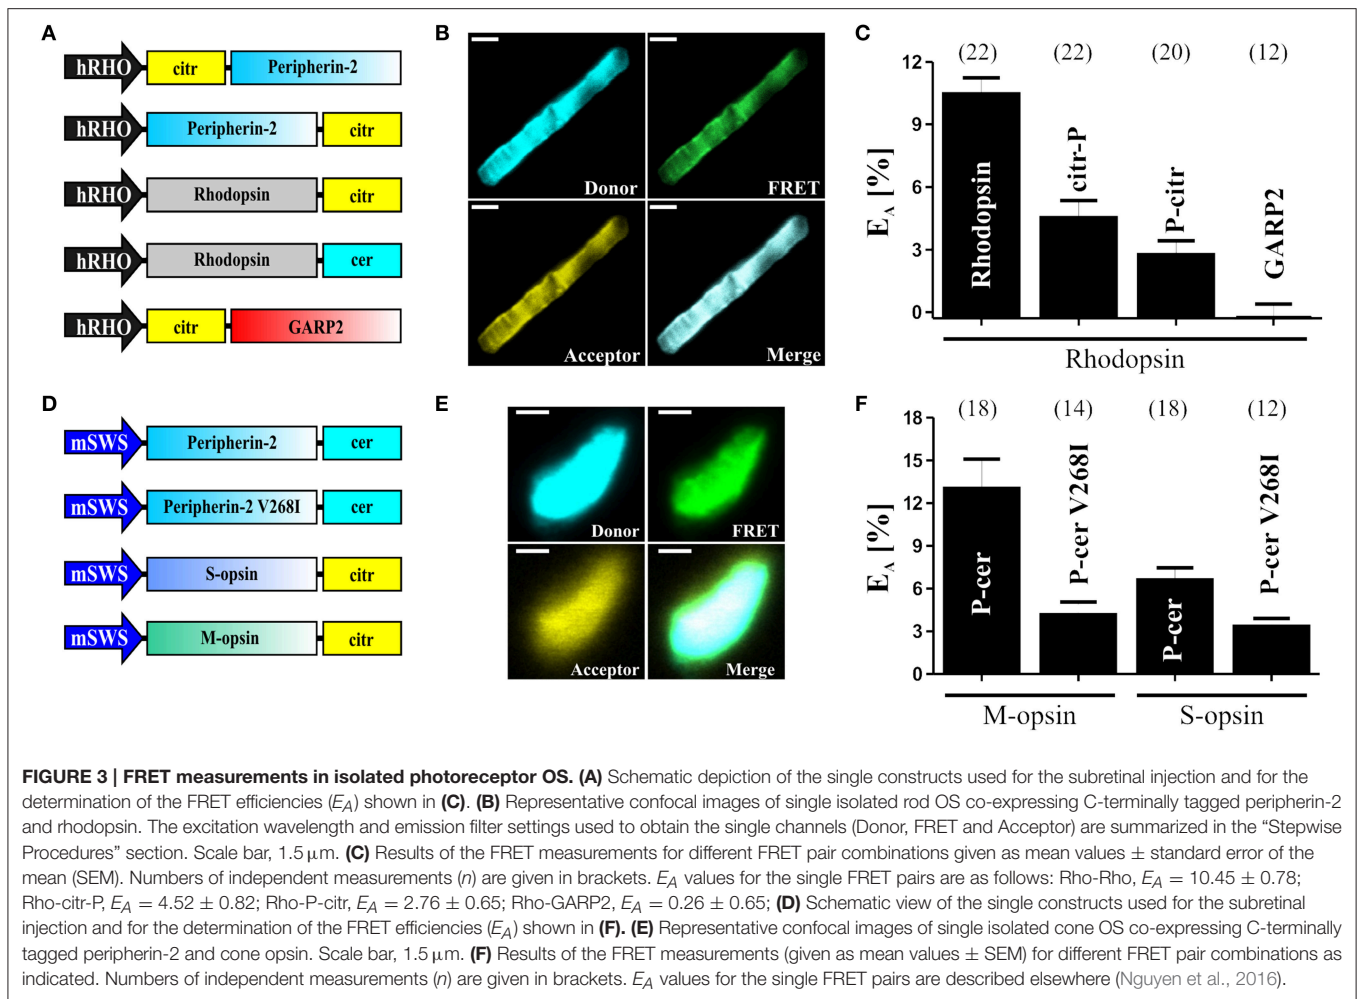 A
hRHO citr Peripherin-2
hRHO Peripherin-2 citr
hRHO Rhodopsin citr
hRHO Rhodopsin cer
hRHO citr GARP2
B
Donor FRET
Acceptor Merge
C
(22) (22) (20) (12)
12
9
6
3
0
E_A [%]
Rhodopsin
citr-P
P-citr
GARP2
Rhodopsin
D
mSWS Peripherin-2 cer
mSWS Peripherin-2 V268I cer
mSWS S-opsin citr
mSWS M-opsin citr
E
Donor FRET
Acceptor Merge
F
(18) (14) (18) (12)
18
15
12
9
6
3
0
E_A [%]
P-cer
P-cer V268I
P-cer
P-cer V268I
M-opsin S-opsin
FIGURE 3 | FRET measurements in isolated photoreceptor OS. (A) Schematic depiction of the single constructs used for the subretinal injection and for the
determination of the FRET efficiencies (E_A) shown in (C). (B) Representative confocal images of single isolated rod OS co-expressing C-terminally tagged peripherin-2
and rhodopsin. The excitation wavelength and emission filter settings used to obtain the single channels (Donor, FRET and Acceptor) are summarized in the “Stepwise
Procedures” section. Scale bar, 1.5 μm. (C) Results of the FRET measurements for different FRET pair combinations given as mean values ± standard error of the
mean (SEM). Numbers of independent measurements (n) are given in brackets. E_A values for the single FRET pairs are as follows: Rho-Rho, E_A = 10.45 ± 0.78;
Rho-citr-P, E_A = 4.52 ± 0.82; Rho-P-citr, E_A = 2.76 ± 0.65; Rho-GARP2, E_A = 0.26 ± 0.65; (D) Schematic view of the single constructs used for the subretinal
injection and for the determination of the FRET efficiencies (E_A) shown in (F). (E) Representative confocal images of single isolated cone OS co-expressing C-terminally
tagged peripherin-2 and cone opsin. Scale bar, 1.5 μm. (F) Results of the FRET measurements (given as mean values ± SEM) for different FRET pair combinations as
indicated. Numbers of independent measurements (n) are given in brackets. E_A values for the single FRET pairs are described elsewhere (Nguyen et al., 2016).